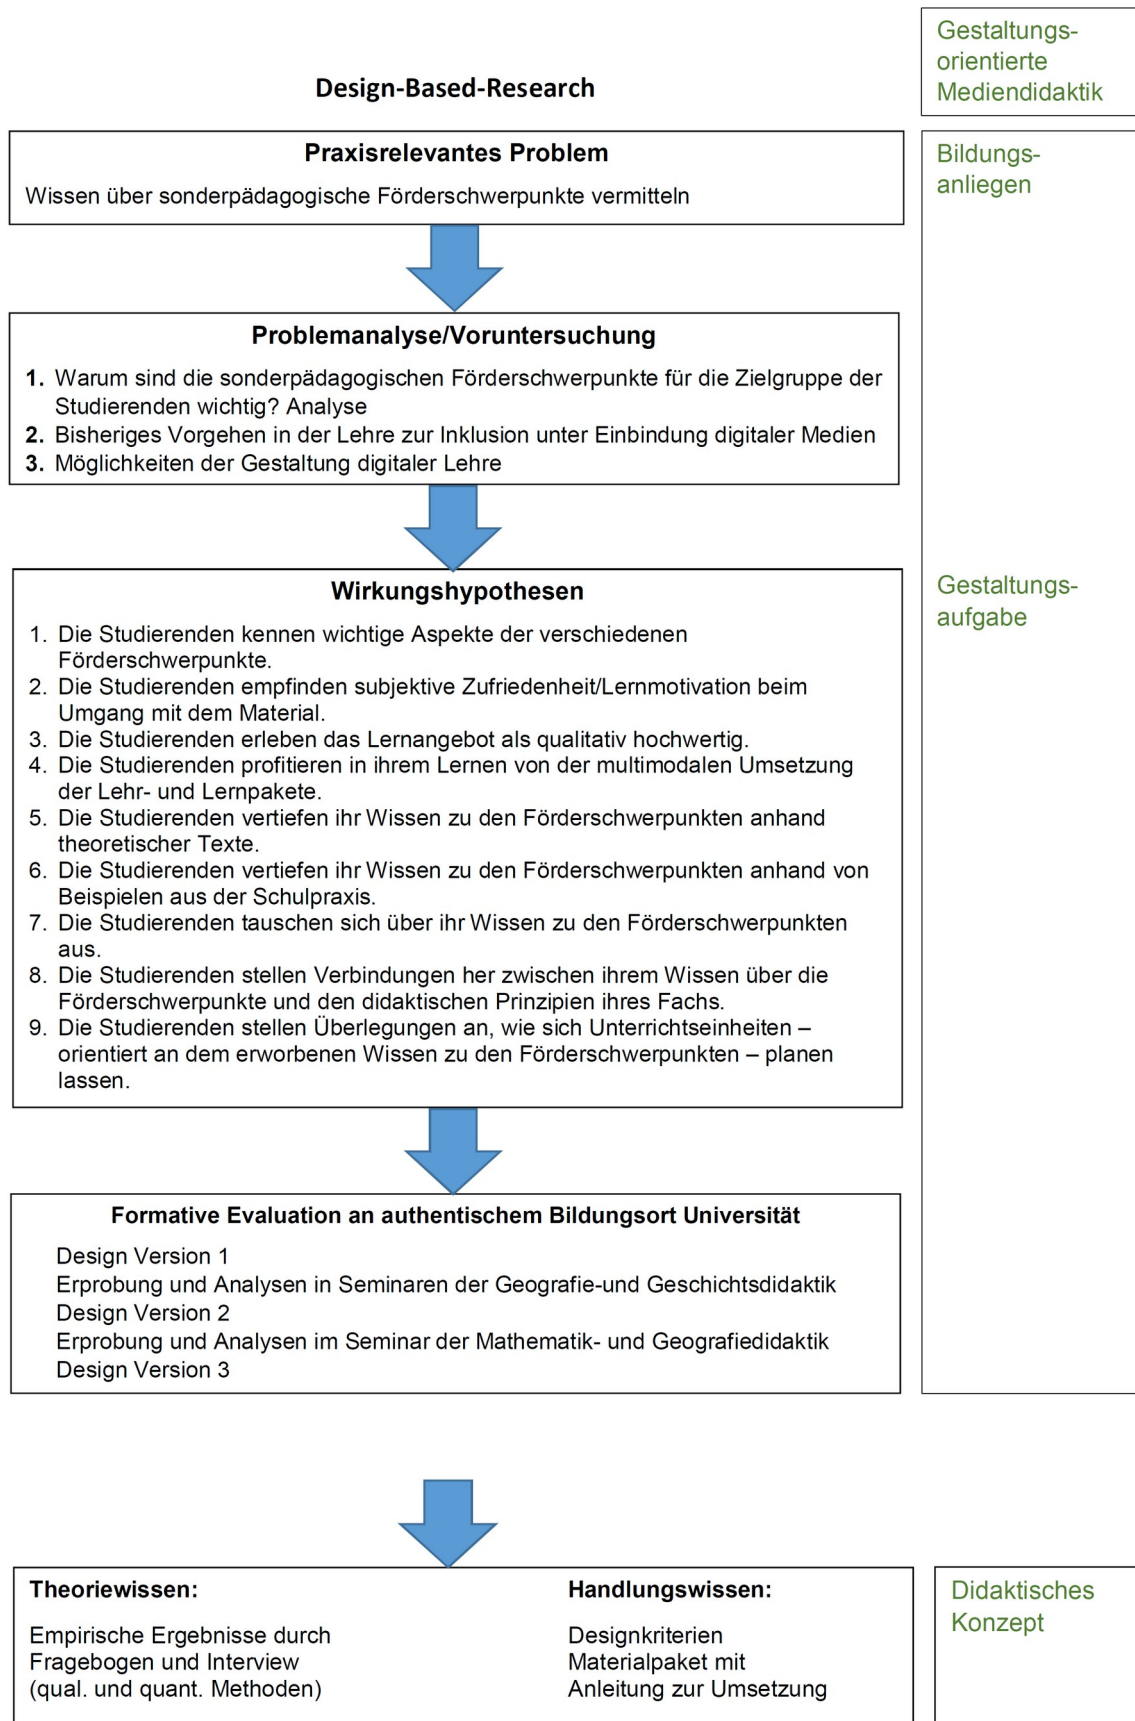 Gestaltungs-
orientierte
Mediendidaktik
Design-Based-Research
Praxisrelevantes Problem
Wissen über sonderpädagogische Förderschwerpunkte vermitteln
Bildungs-
anliegen
Problemanalyse/Voruntersuchung
1. Warum sind die sonderpädagogischen Förderschwerpunkte für die Zielgruppe der
Studierenden wichtig? Analyse
2. Bisheriges Vorgehen in der Lehre zur Inklusion unter Einbindung digitaler Medien
3. Möglichkeiten der Gestaltung digitaler Lehre
Wirkungshypothesen
1. Die Studierenden kennen wichtige Aspekte der verschiedenen
Förderschwerpunkte.
2. Die Studierenden empfinden subjektive Zufriedenheit/Lernmotivation beim
Umgang mit dem Material.
3. Die Studierenden erleben das Lernangebot als qualitativ hochwertig.
4. Die Studierenden profitieren in ihrem Lernen von der multimodalen Umsetzung
der Lehr- und Lernpakete.
5. Die Studierenden vertiefen ihr Wissen zu den Förderschwerpunkten anhand
theoretischer Texte.
6. Die Studierenden vertiefen ihr Wissen zu den Förderschwerpunkten anhand von
Beispielen aus der Schulpraxis.
7. Die Studierenden tauschen sich über ihr Wissen zu den Förderschwerpunkten
aus.
8. Die Studierenden stellen Verbindungen her zwischen ihrem Wissen über die
Förderschwerpunkte und den didaktischen Prinzipien ihres Fachs.
9. Die Studierenden stellen Überlegungen an, wie sich Unterrichtseinheiten –
orientiert an dem erworbenen Wissen zu den Förderschwerpunkten – planen
lassen.
Gestaltungs-
aufgabe
Formative Evaluation an authentischem Bildungsort Universität
Design Version 1
Erprobung und Analysen in Seminaren der Geografie-und Geschichtsdidaktik
Design Version 2
Erprobung und Analysen im Seminar der Mathematik- und Geografiedidaktik
Design Version 3
Theoriewissen:
Empirische Ergebnisse durch
Fragebogen und Interview
(qual. und quant. Methoden)
Handlungswissen:
Designkriterien
Materialpaket mit
Anleitung zur Umsetzung
Didaktisches
Konzept